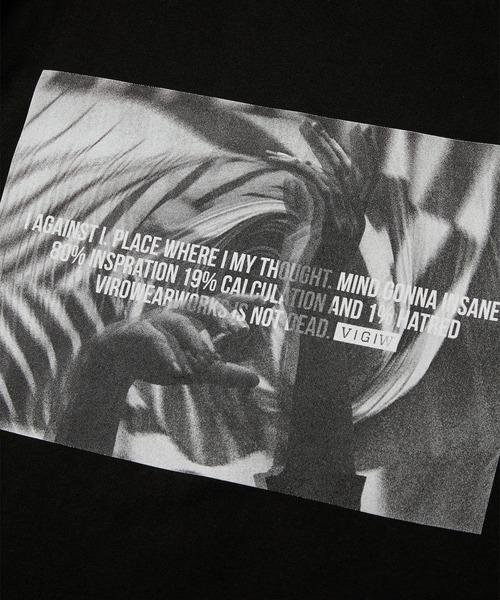 I AGAINST I. PLACE WHERE I MY THOUGHT. MIND GONNA INSANE
80% INSPRATION 19% CALCULATION AND 1% HATRED
VIROWEARWORKS IS NOT DEAD. VIGIW